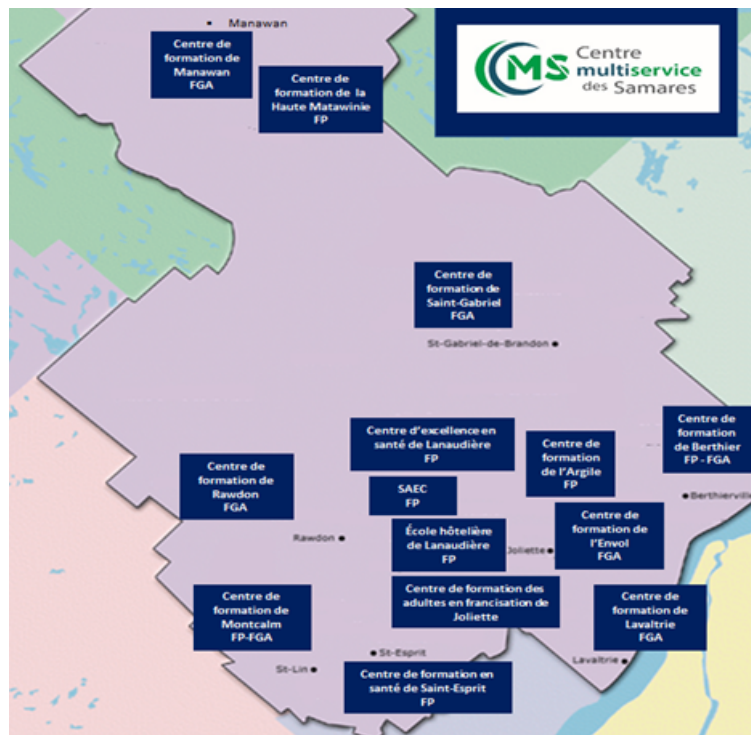 Manawan
Centre de
formation de
Manawan
FGA
Centre de
formation de la
Haute Matawinie
FP
CMS
Centre
multiservice
des Samares
Centre de
formation de
Saint-Gabriel
FGA
St-Gabriel-de-Brandon
Centre d'excellence en
santé de Lanaudière
FP
Centre de
formation
de l'Argile
FP
Centre de
formation
de Berthier
FP - FGA
Centre de
formation de
Rawdon
FGA
SAEC
FP
Berthierville
Rawdon
École hôtelière
de Lanaudière
FP
Joliette
Centre de
formation de
l'Envol
FGA
Centre de
formation de
Montcalm
FP-FGA
Centre de formation des
adultes en francisation de
Joliette
Centre de
formation de
Lavaltrie
FGA
St-Esprit
St-Lin
Lavaltrie
Centre de formation en
santé de Saint-Esprit
FP